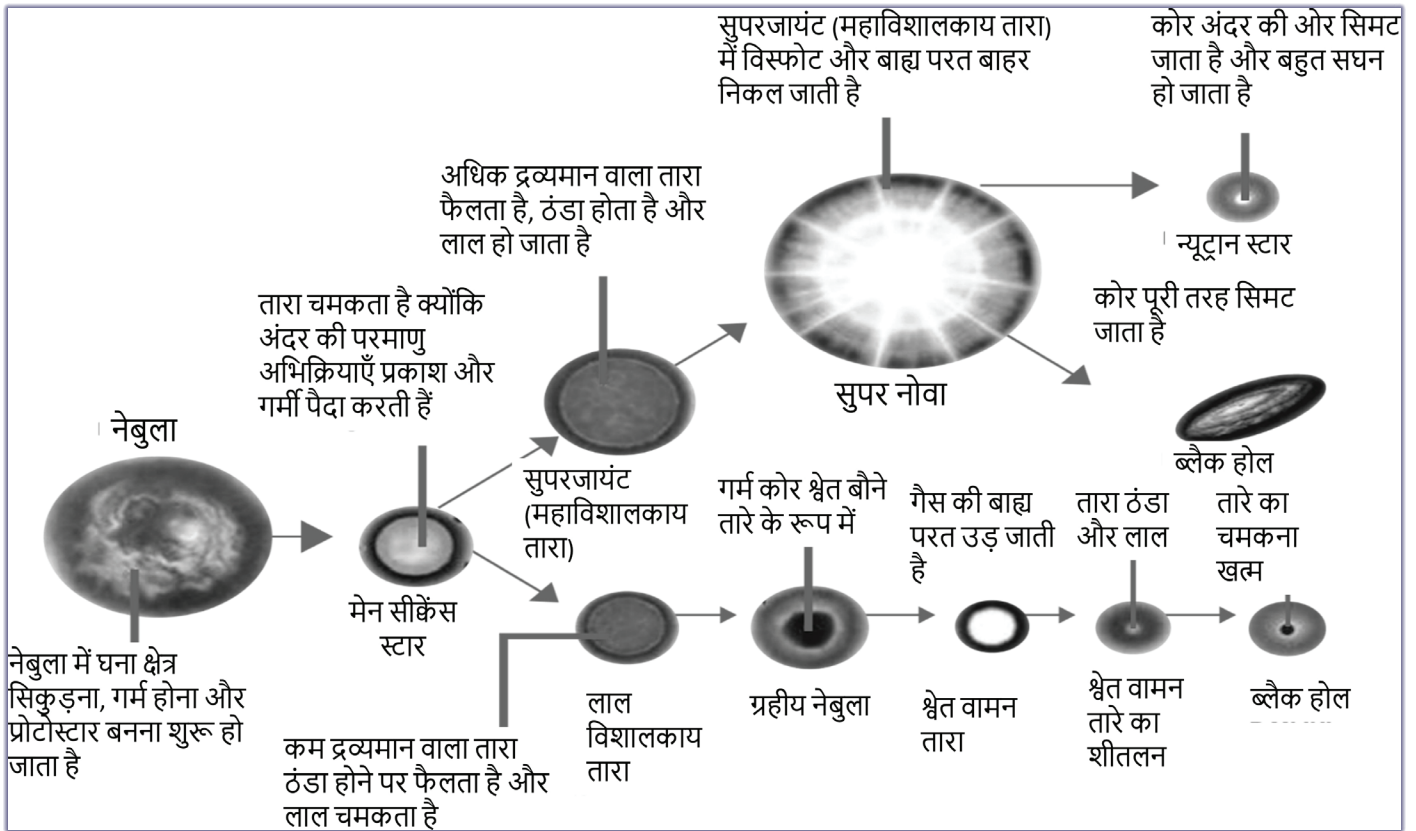 सुपरजायंट (महाविशालकाय तारा)
में विस्फोट और बाह्य परत बाहर
निकल जाती है
कोर अंदर की ओर सिमट
जाता है और बहुत सघन
हो जाता है
अधिक द्रव्यमान वाला तारा
फैलता है, ठंडा होता है और
लाल हो जाता है
न्यूट्रान स्टार
तारा चमकता है क्योंकि
अंदर की परमाणु
अभिक्रियाएँ प्रकाश और
गर्मी पैदा करती हैं
कोर पूरी तरह सिमट
जाता है
सुपर नोवा
नेबुला
ब्लैक होल
सुपरजायंट
(महाविशालकाय
तारा)
गर्म कोर श्वेत बौने
तारे के रूप में
गैस की बाह्य
परत उड़ जाती
है
तारा ठंडा
और लाल
तारे का
चमकना
खत्म
मेन सीक्वेंस
स्टार
नेबुला में घना क्षेत्र
सिकुड़ना, गर्म होना और
प्रोटोस्टार बनना शुरू हो
जाता है
लाल
विशालकाय
तारा
ग्रहीय नेबुला
श्वेत वामन
तारा
श्वेत वामन
तारे का
शीतलन
ब्लैक होल
कम द्रव्यमान वाला तारा
ठंडा होने पर फैलता है और
लाल चमकता है